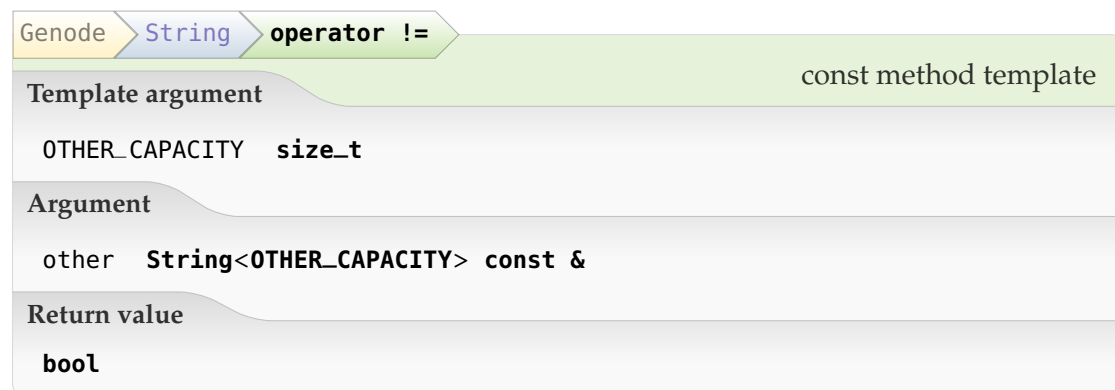 Genode String operator !=
const method template
Template argument
OTHER_CAPACITY size_t
Argument
other String<OTHER_CAPACITY> const &
Return value
bool